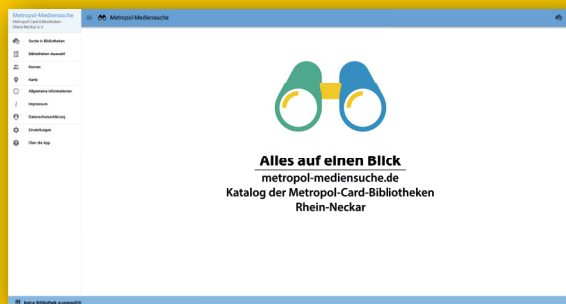 Metropol-Mediensuche
Metropol-Card-Bibliotheken
Rhein-Neckar e.V.
Suche in Bibliotheken
Bibliotheken Auswahl
Konten
Karte
Allgemeine Informationen
Impressum
Datenschutzerklärung
Einstellungen
Über die App
Metropol-Mediensuche
Alles auf einen Blick
metropol-mediensuche.de
Katalog der Metropol-Card-Bibliotheken
Rhein-Neckar
keine Bibliothek ausgewählt